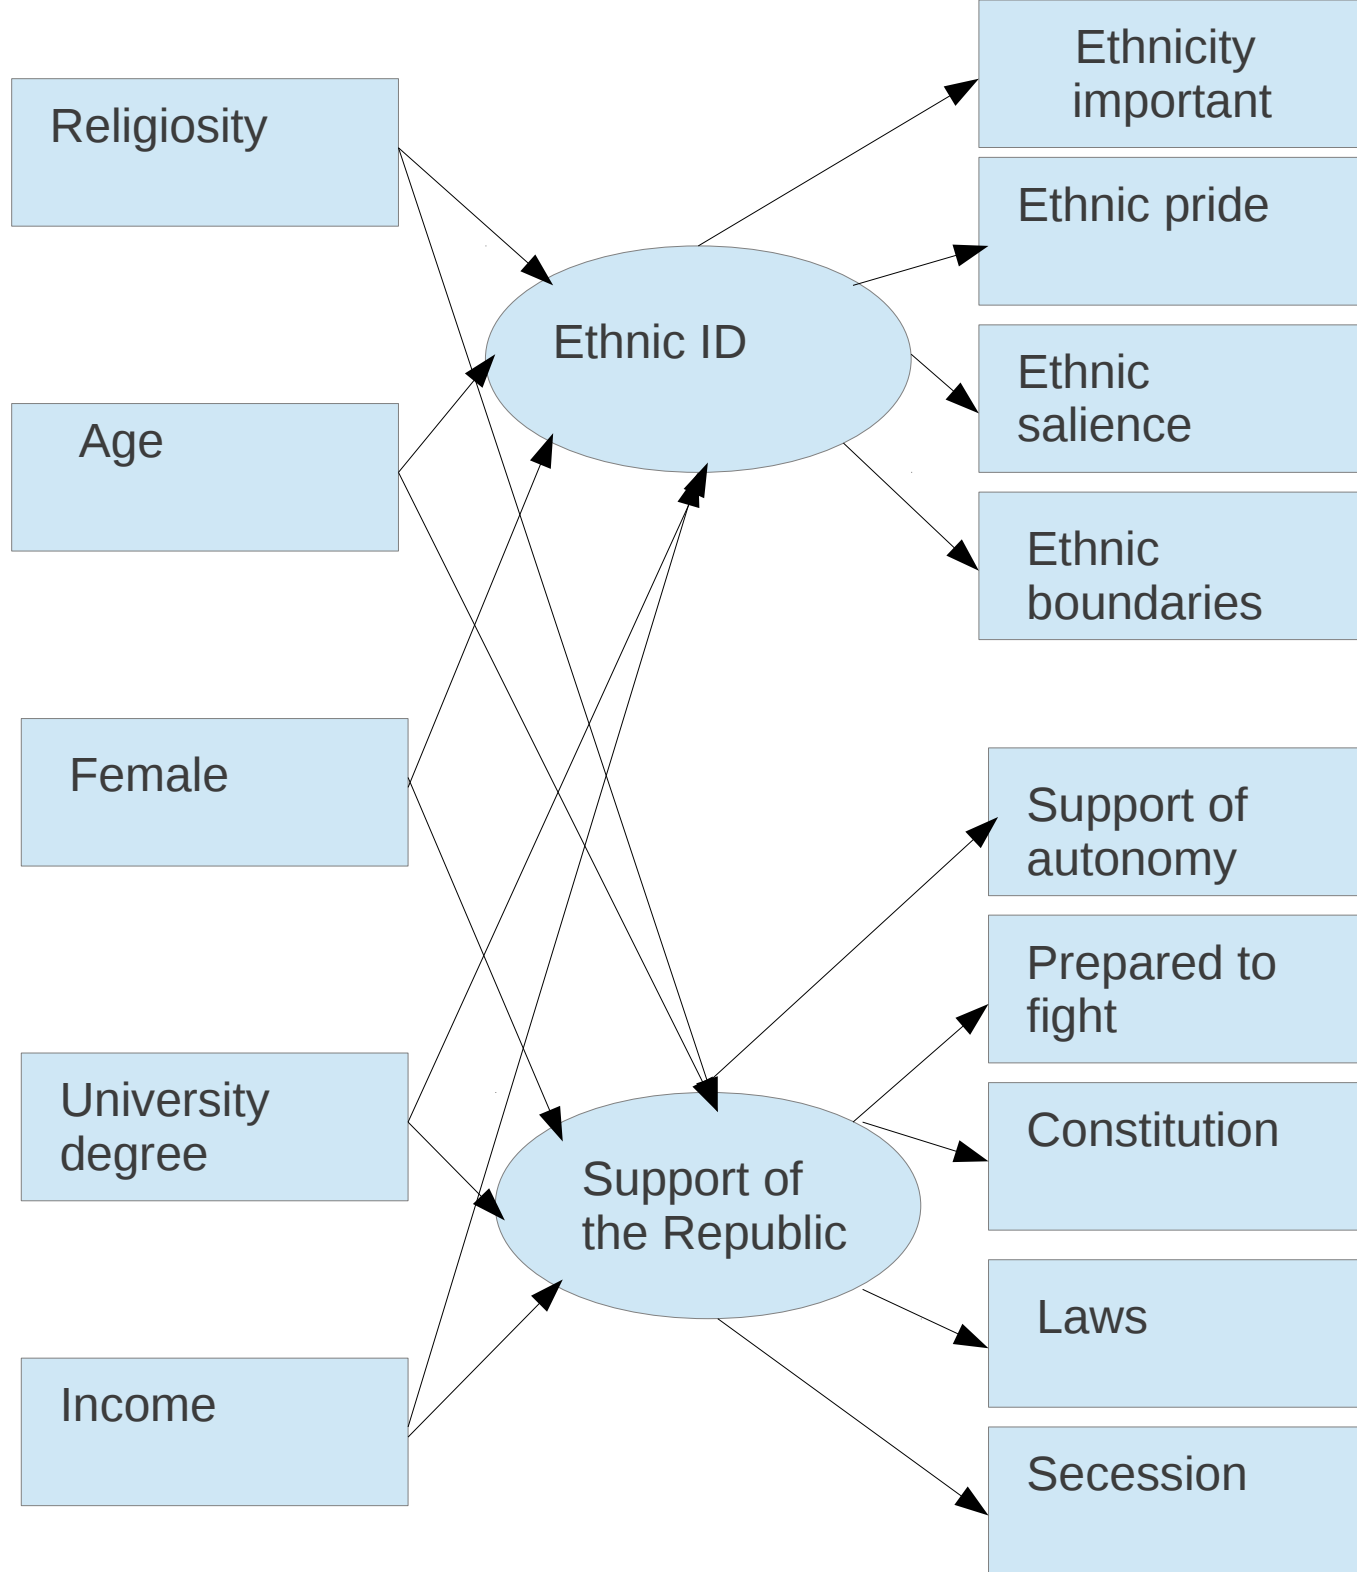 Religiosity
Age
Female
University
degree
Income
Ethnic ID
Support of
the Republic
Ethnicity
important
Ethnic pride
Ethnic
salience
Ethnic
boundaries
Support of
autonomy
Prepared to
fight
Constitution
Laws
Secession